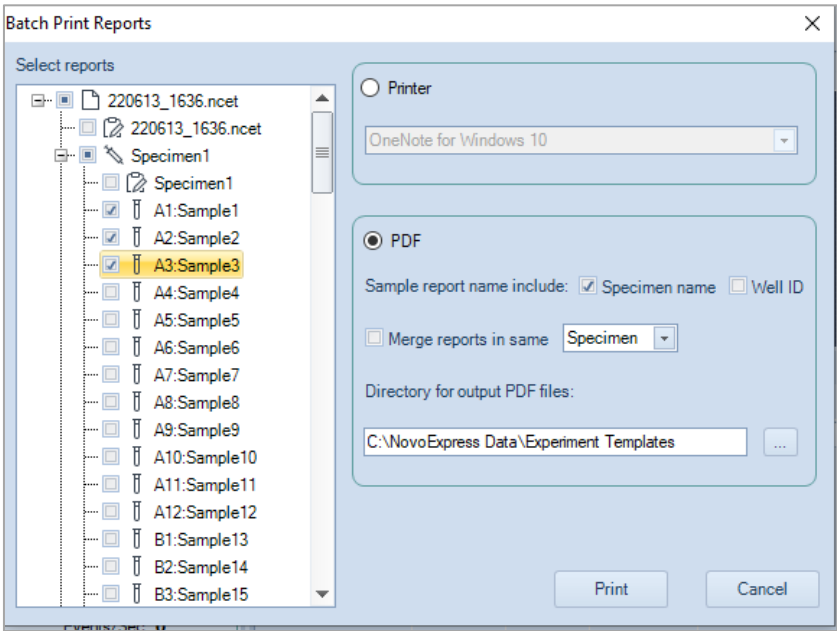 Batch Print Reports
Select reports
220613_1636.ncet
220613_1636.ncet
Specimen1
Specimen1
A1:Sample1
A2:Sample2
A3:Sample3
A4:Sample4
A5:Sample5
A6:Sample6
A7:Sample7
A8:Sample8
A9:Sample9
A10:Sample10
A11:Sample11
A12:Sample12
B1:Sample13
B2:Sample14
B3:Sample15
Printer
OneNote for Windows 10
PDF
Sample report name include: Specimen name Well ID
Merge reports in same Specimen
Directory for output PDF files:
C:\NovoExpress Data\Experiment Templates
...
Print Cancel